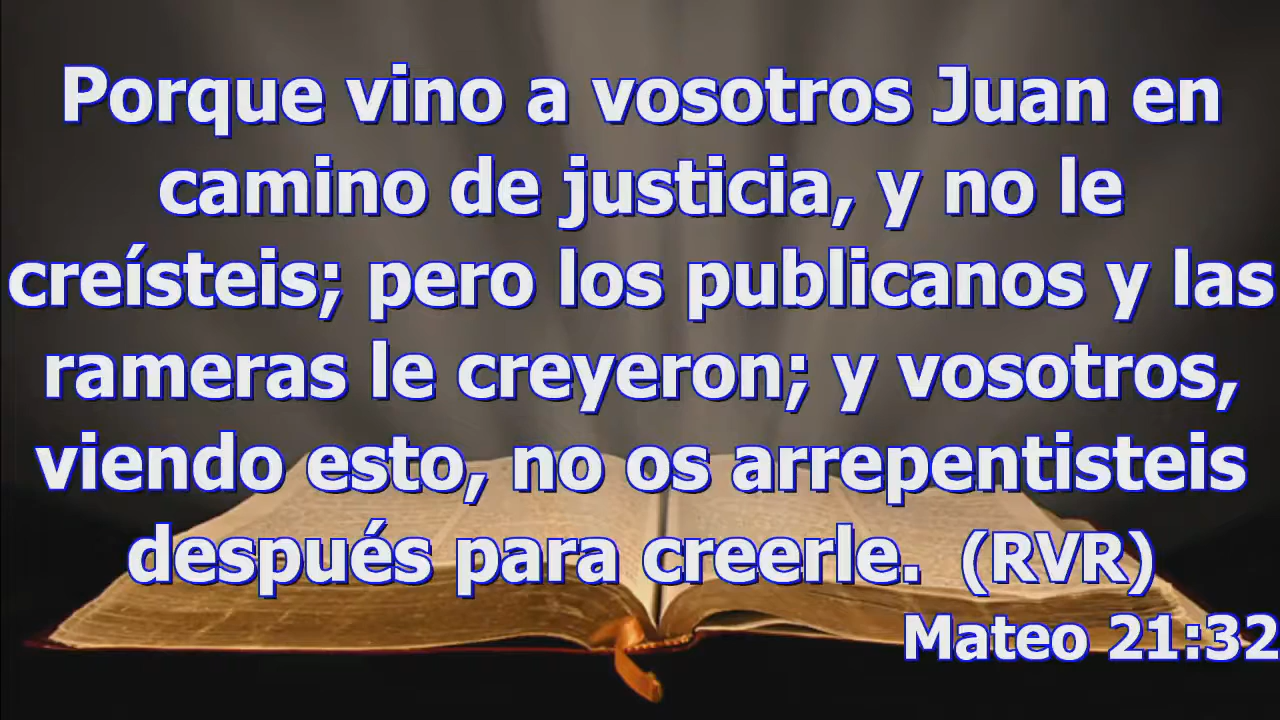 Porque vino a vosotros Juan en
camino de justicia, y no le
creísteis; pero los publicanos y las
rameras le creyeron; y vosotros,
viendo esto, no os arrepentisteis
después para creerle. (RVR)
Mateo 21:32